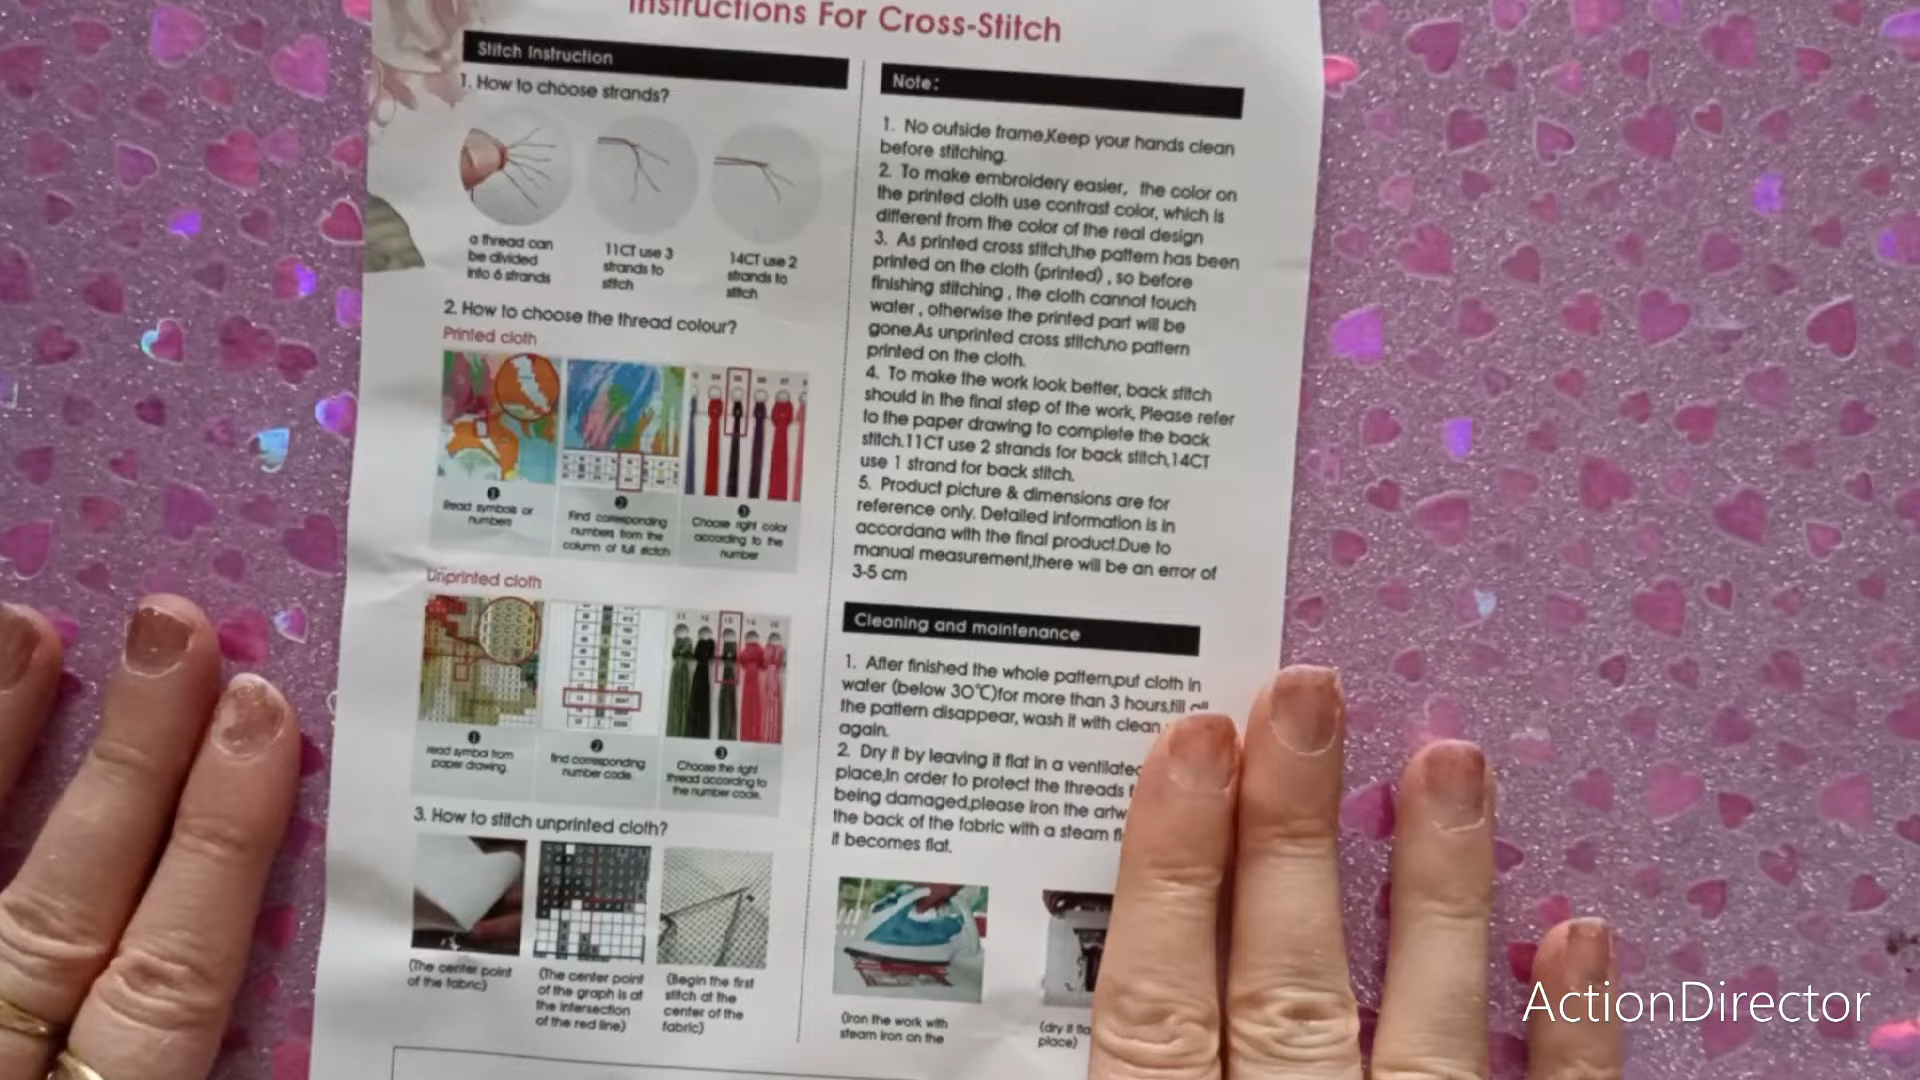 Instructions For Cross-Stitch
Stitch Instruction
1. How to choose strands?
a thread can
be divided
into 6 strands
11CT use 3
strands to
stitch
14CT use 2
strands to
stitch
2. How to choose the thread colour?
Printed cloth
❶
Read symbols or
numbers
❷
Find corresponding
numbers from the
column of full stctch
❸
Choose right color
according to the
number
Unprinted cloth
❶
read symbol from
paper drawing.
❷
find corresponding
number code.
❸
Choose the right
thread according to
the number code.
3. How to stitch unprinted cloth?
(The center point
of the fabric)
(The center point
of the graph is at
the intersection
of the red line)
(Begin the first
stitch at the
center of the
fabric)
Note:
1. No outside frame,Keep your hands clean
before stitching.
2. To make embroidery easier, the color on
the printed cloth use contrast color, which is
different from the color of the real design
3. As printed cross stitch,the pattern has been
printed on the cloth (printed) , so before
finishing stitching , the cloth cannot touch
water , otherwise the printed part will be
gone.As unprinted cross stitch,no pattern
printed on the cloth.
4. To make the work look better, back stitch
should in the final step of the work, Please refer
to the paper drawing to complete the back
stitch.11CT use 2 strands for back stitch,14CT
use 1 strand for back stitch.
5. Product picture & dimensions are for
reference only. Detailed information is in
accordana with the final product.Due to
manual measurement,there will be an error of
3-5 cm
Cleaning and maintenance
1. After finished the whole pattern,put cloth in
water (below 30℃)for more than 3 hours,till all
the pattern disappear, wash it with clean
again.
2. Dry it by leaving it flat in a ventilated
place,In order to protect the threads
being damaged,please iron the
the back of the fabric with a steam
it becomes flat.
(Iron the work with
steam iron on the
(dry it
place)
ActionDirector